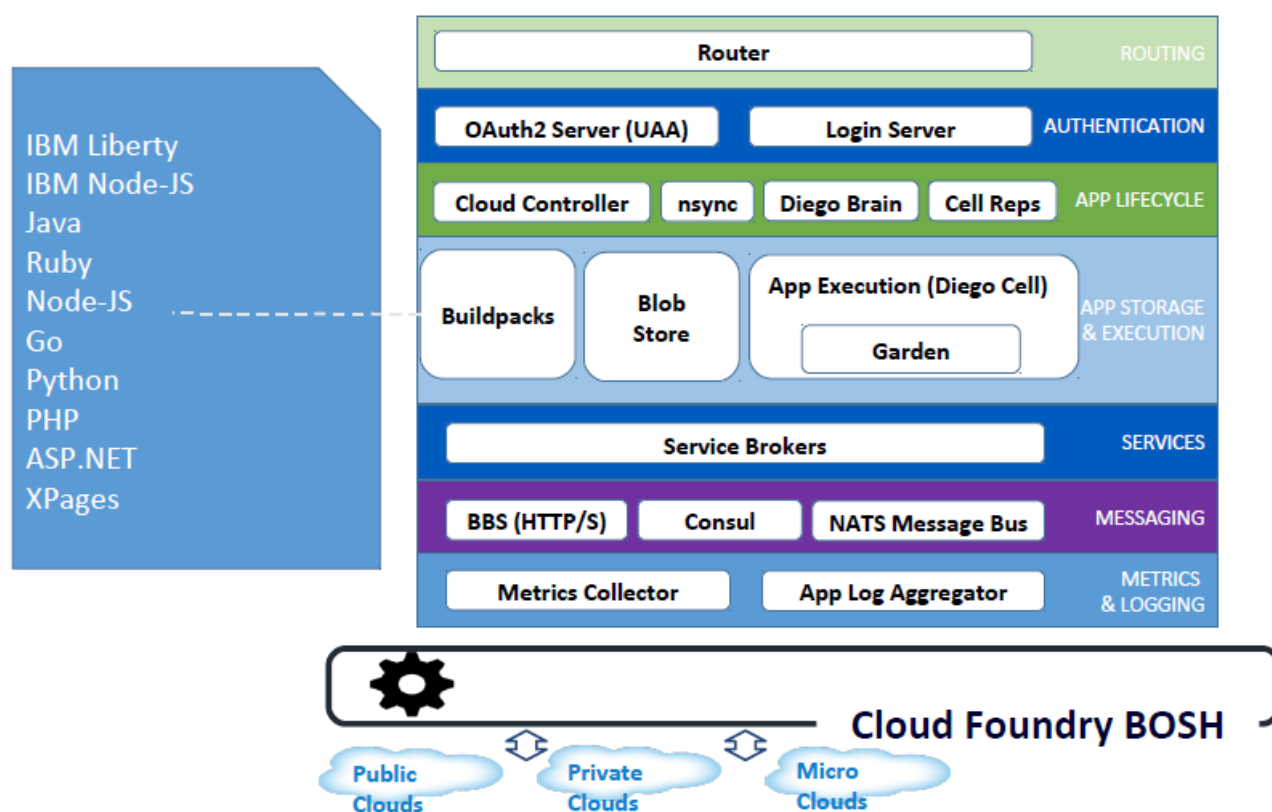 IBM Liberty
IBM Node-JS
Java
Ruby
Node-JS
Go
Python
PHP
ASP.NET
XPages
Router
ROUTING
OAuth2 Server (UAA)
Login Server
AUTHENTICATION
Cloud Controller
nsync
Diego Brain
Cell Reps
APP LIFECYCLE
Buildpacks
Blob
Store
App Execution (Diego Cell)
Garden
APP STORAGE
& EXECUTION
Service Brokers
SERVICES
BBS (HTTP/S)
Consul
NATS Message Bus
MESSAGING
Metrics Collector
App Log Aggregator
METRICS
& LOGGING
Cloud Foundry BOSH
Public
Clouds
Private
Clouds
Micro
Clouds